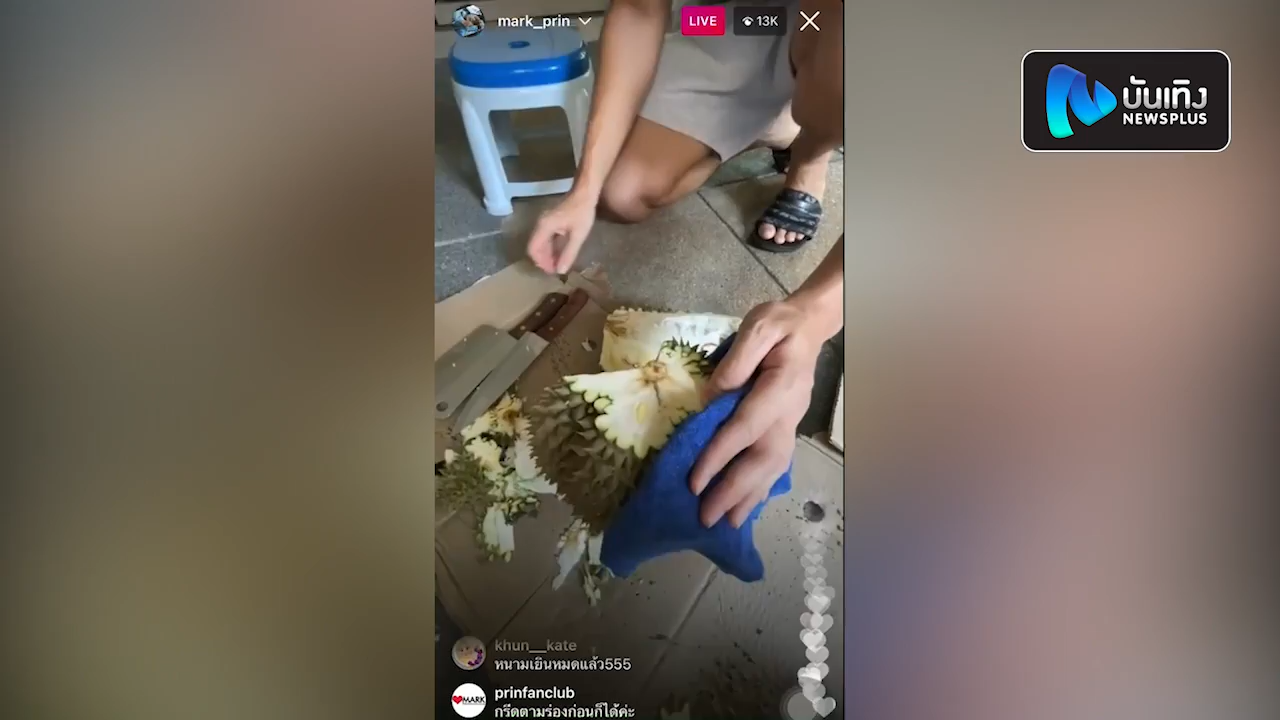 mark_prin
LIVE
13K
บันเทิง
NEWSPLUS
khun__kate
หนามเยินหมดแล้ว555
MARK
prinfanclub
กรีดตามร่องก่อนก็ได้ค่ะ